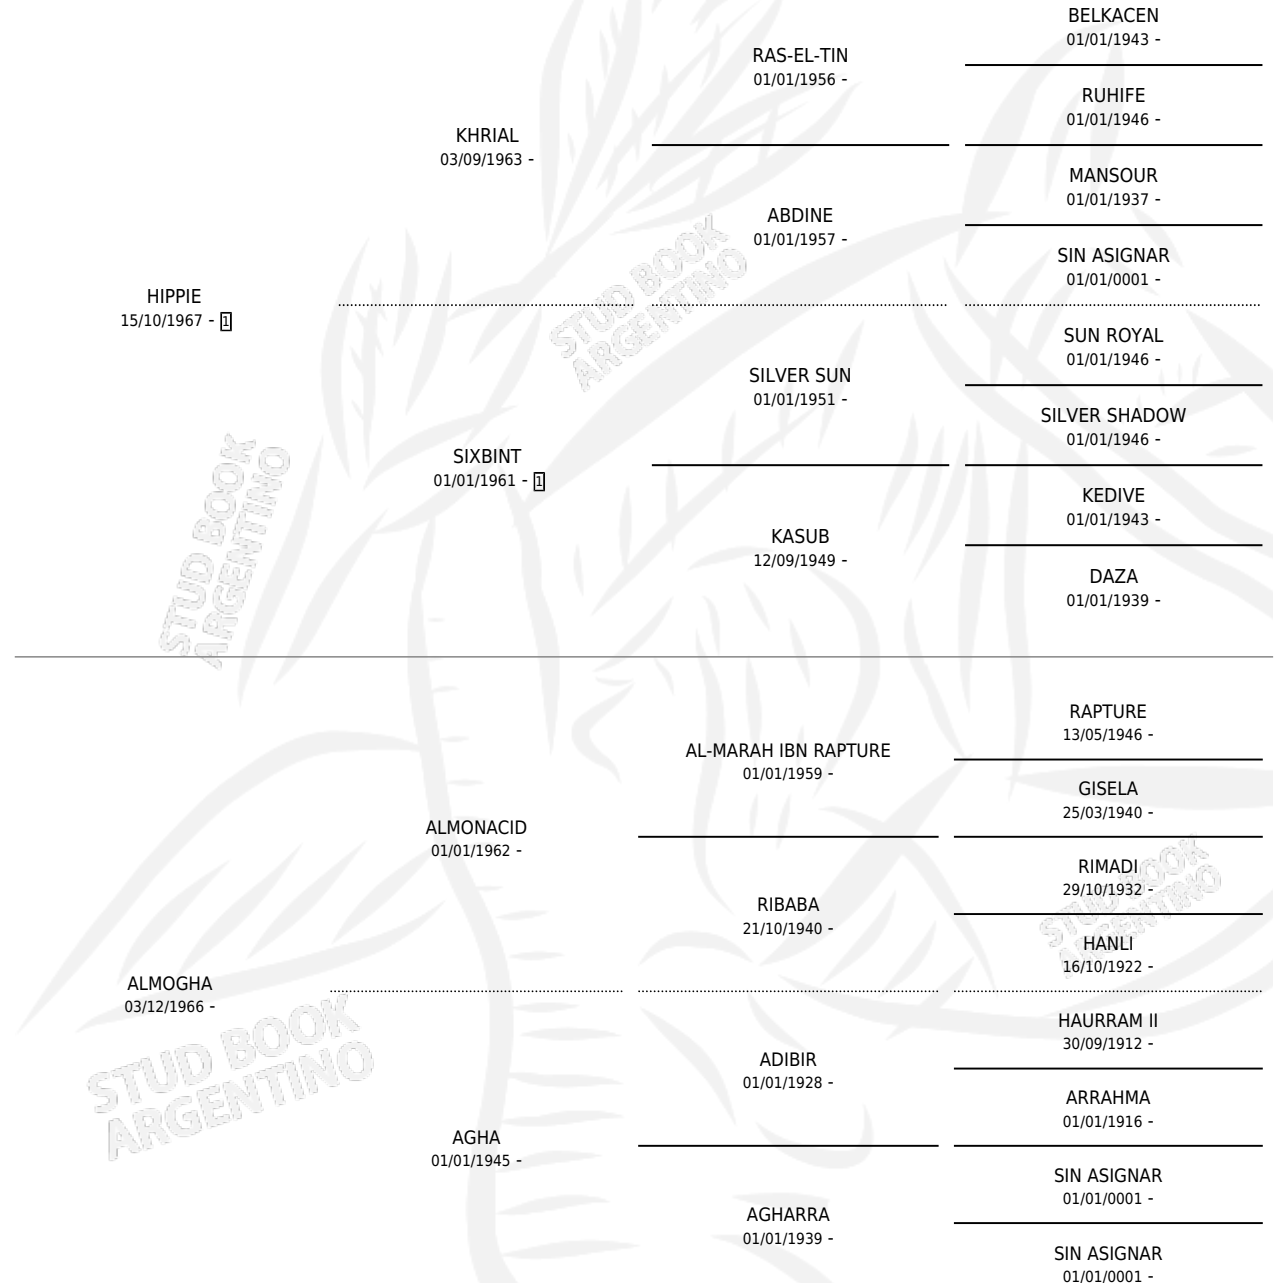 BELKACEN
01/01/1943 -
RAS-EL-TIN
01/01/1956 -
RUHIFE
01/01/1946 -
KHRIAL
03/09/1963 -
MANSOUR
01/01/1937 -
ABDINE
01/01/1957 -
SIN ASIGNAR
01/01/0001 -
HIPPIE
15/10/1967 - 1
SUN ROYAL
01/01/1946 -
SILVER SUN
01/01/1951 -
SILVER SHADOW
01/01/1946 -
SIXBINT
01/01/1961 - 1
KEDIVE
01/01/1943 -
KASUB
12/09/1949 -
DAZA
01/01/1939 -
RAPTURE
13/05/1946 -
AL-MARAH IBN RAPTURE
01/01/1959 -
GISELA
25/03/1940 -
ALMONACID
01/01/1962 -
RIMADI
29/10/1932 -
RIBABA
21/10/1940 -
HANLI
16/10/1922 -
ALMOGHA
03/12/1966 -
HAURRAM II
30/09/1912 -
ADIBIR
01/01/1928 -
ARRAHMA
01/01/1916 -
AGHA
01/01/1945 -
SIN ASIGNAR
01/01/0001 -
AGHARRA
01/01/1939 -
SIN ASIGNAR
01/01/0001 -
STUD BOOK
ARGENTINO
STUD BOOK
ARGENTINO
STUD BOOK
ARGENTINO
STUD BOOK
ARGENTINO